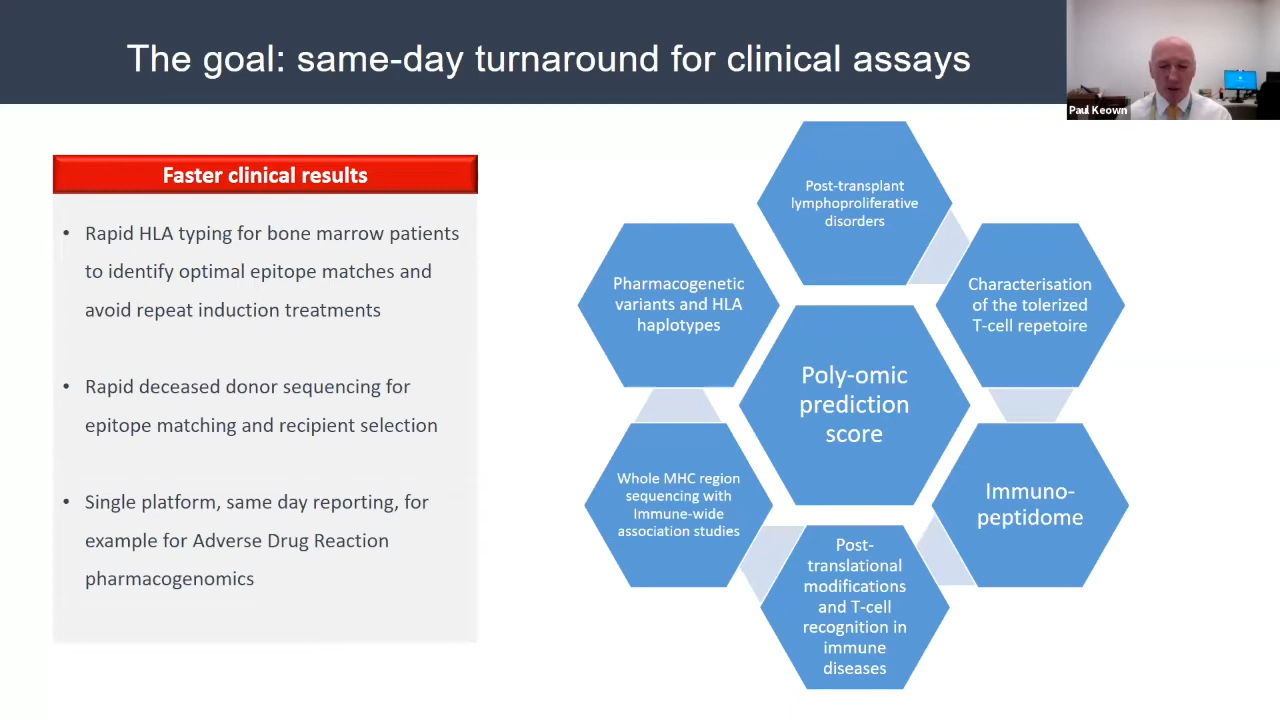 The goal: same-day turnaround for clinical assays
Paul Keown
Faster clinical results
• Rapid HLA typing for bone marrow patients
to identify optimal epitope matches and
avoid repeat induction treatments
• Rapid deceased donor sequencing for
epitope matching and recipient selection
• Single platform, same day reporting, for
example for Adverse Drug Reaction
pharmacogenomics
Post-transplant
lymphoproliferative
disorders
Characterisation
of the tolerized
T-cell repetoire
Immuno-
peptidome
Post-
translational
modifications
and T-cell
recognition in
immune
diseases
Whole MHC region
sequencing with
Immune-wide
association studies
Pharmacogenetic
variants and HLA
haplotypes
Poly-omic
prediction
score